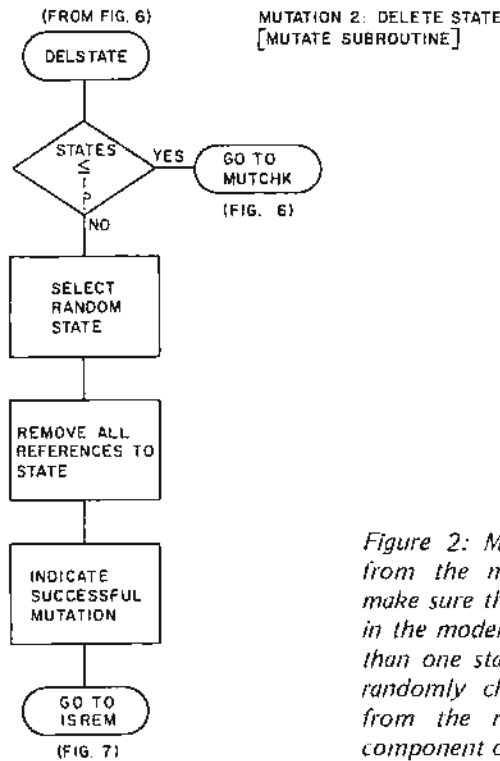 (FROM FIG. 6)
MUTATION 2: DELETE STATE
[MUTATE SUBROUTINE]
DELSTATE
STATES
≤
1
?
YES
GO TO
MUTCHK
(FIG. 6)
NO
SELECT
RANDOM
STATE
REMOVE ALL
REFERENCES TO
STATE
INDICATE
SUCCESSFUL
MUTATION
GO TO
ISREM
(FIG. 7)
Figure 2: M
from the m
make sure th
in the model
than one sta
randomly ch
from the r
component o